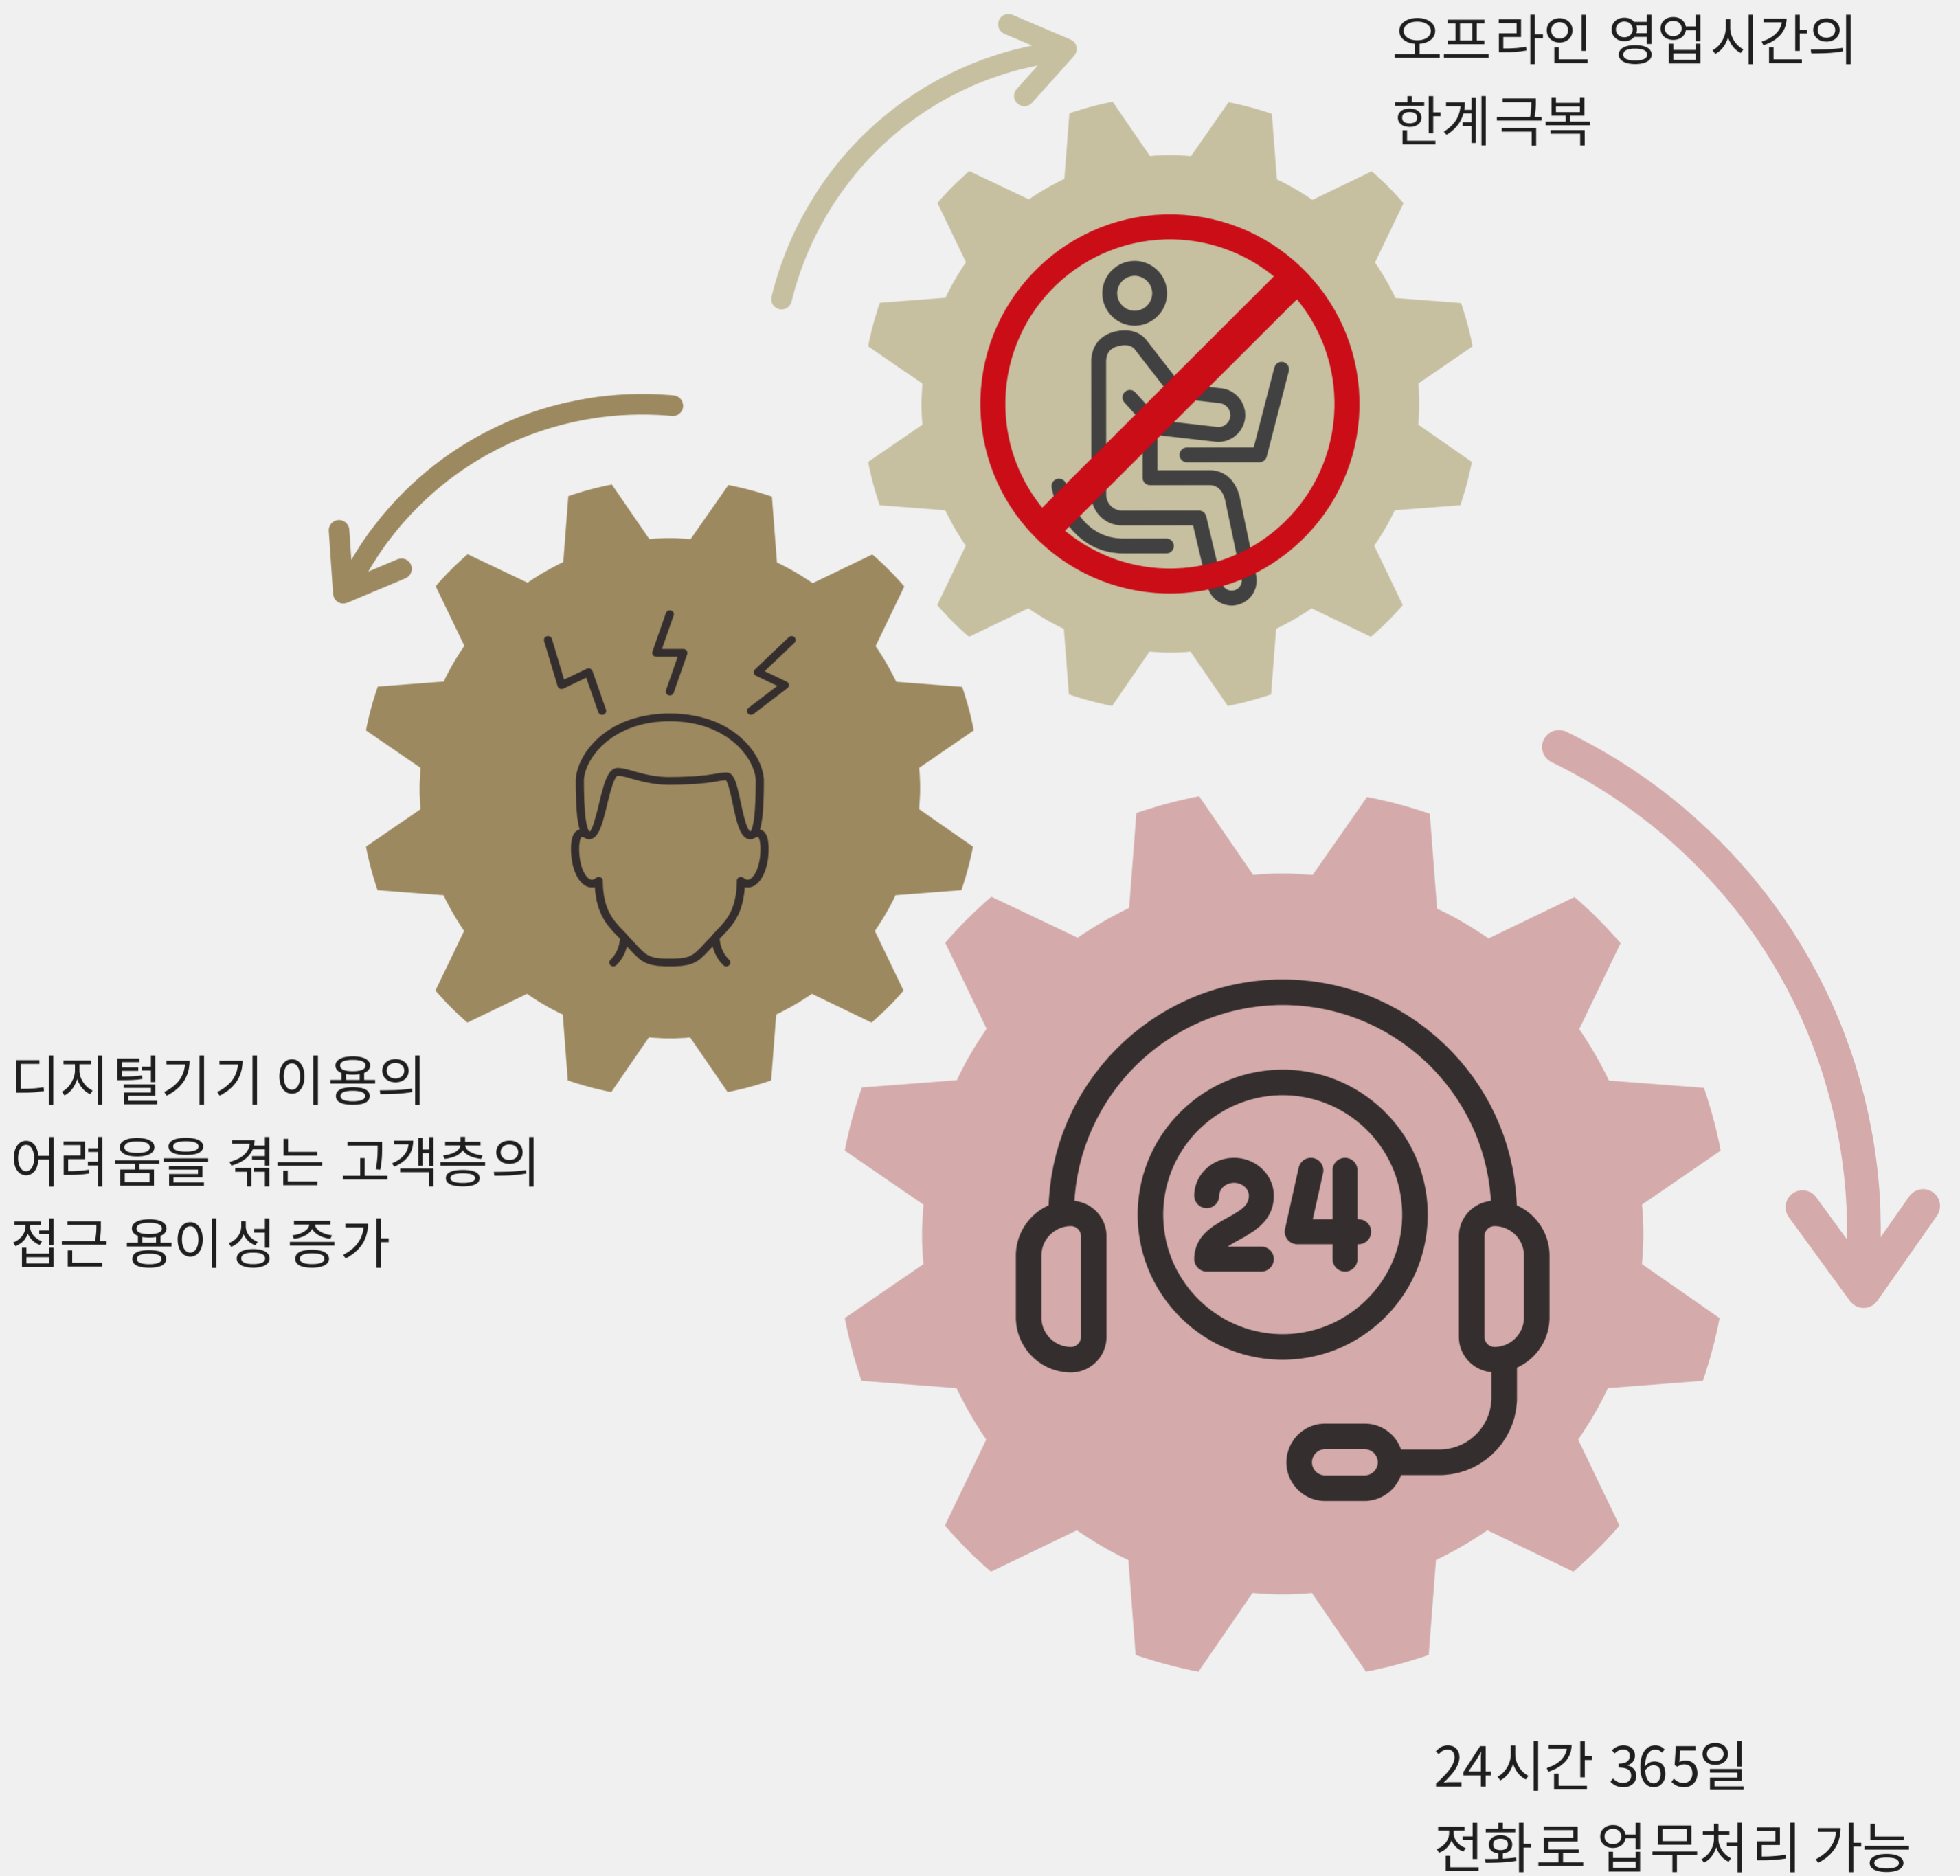 오프라인 영업시간의
한계극복
디지털기기의 이용의
어려움을 겪는 고객층의
접근 용이성 증가
24
24시간 365일
전화로 업무처리 가능